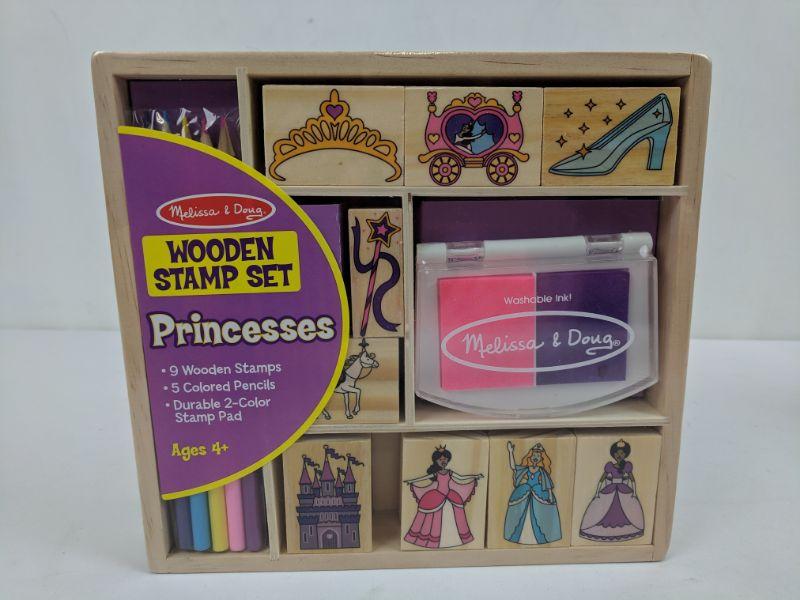 Melissa & Doug.
WOODEN
STAMP SET
Princesses
• 9 Wooden Stamps
• 5 Colored Pencils
• Durable 2-Color
Stamp Pad
Ages 4+
Washable Ink!
Melissa & Doug®